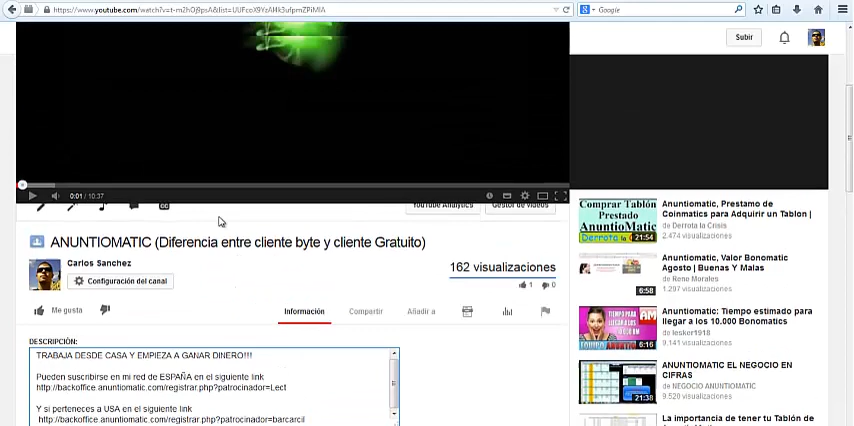 https://www.youtube.com/watch?v=t-mzhOj9psA&list=UUFcoX9YzAl4k3ufpmZPiMlA
Google
Subir
0:01 / 10:37
YouTube Analytics
Gestor de vídeos
ANUNTIOMATIC (Diferencia entre cliente byte y cliente Gratuito)
Carlos Sanchez
Configuración del canal
162 visualizaciones
1 0
Me gusta
Información
Compartir
Añadir a
DESCRIPCIÓN:
TRABAJA DESDE CASA Y EMPIEZA A GANAR DINERO!!!
Pueden suscribirse en mi red de ESPAÑA en el siguiente link
http://backoffice.anuntiomatic.com/registrar.php?patrocinador=Lect
Y si perteneces a USA en el siguiente link
http://backoffice.anuntiomatic.com/registrar.php?patrocinador=barcarcil
Comprar Tablón
Prestado
AnuntioMatic
Derrota la
21:54
Anuntiomatic, Prestamo de
Coinmatics para Adquirir un Tablon |
de Derrota la Crisis
2.474 visualizaciones
6:58
Anuntiomatic, Valor Bonomatic
Agosto | Buenas Y Malas
de Reno Morales
1.297 visualizaciones
TIEMPO PARA
LLEGAR A LOS
10.000 BONOMATICS
AM
EQUIPO
6:16
Anuntiomatic: Tiempo estimado para
llegar a los 10.000 Bonomatics
de leskor1918
9.141 visualizaciones
21:38
ANUNTIOMATIC EL NEGOCIO EN
CIFRAS
de NEGOCIO ANUNTIOMATIC
9.520 visualizaciones
La importancia de tener tu Tablón de